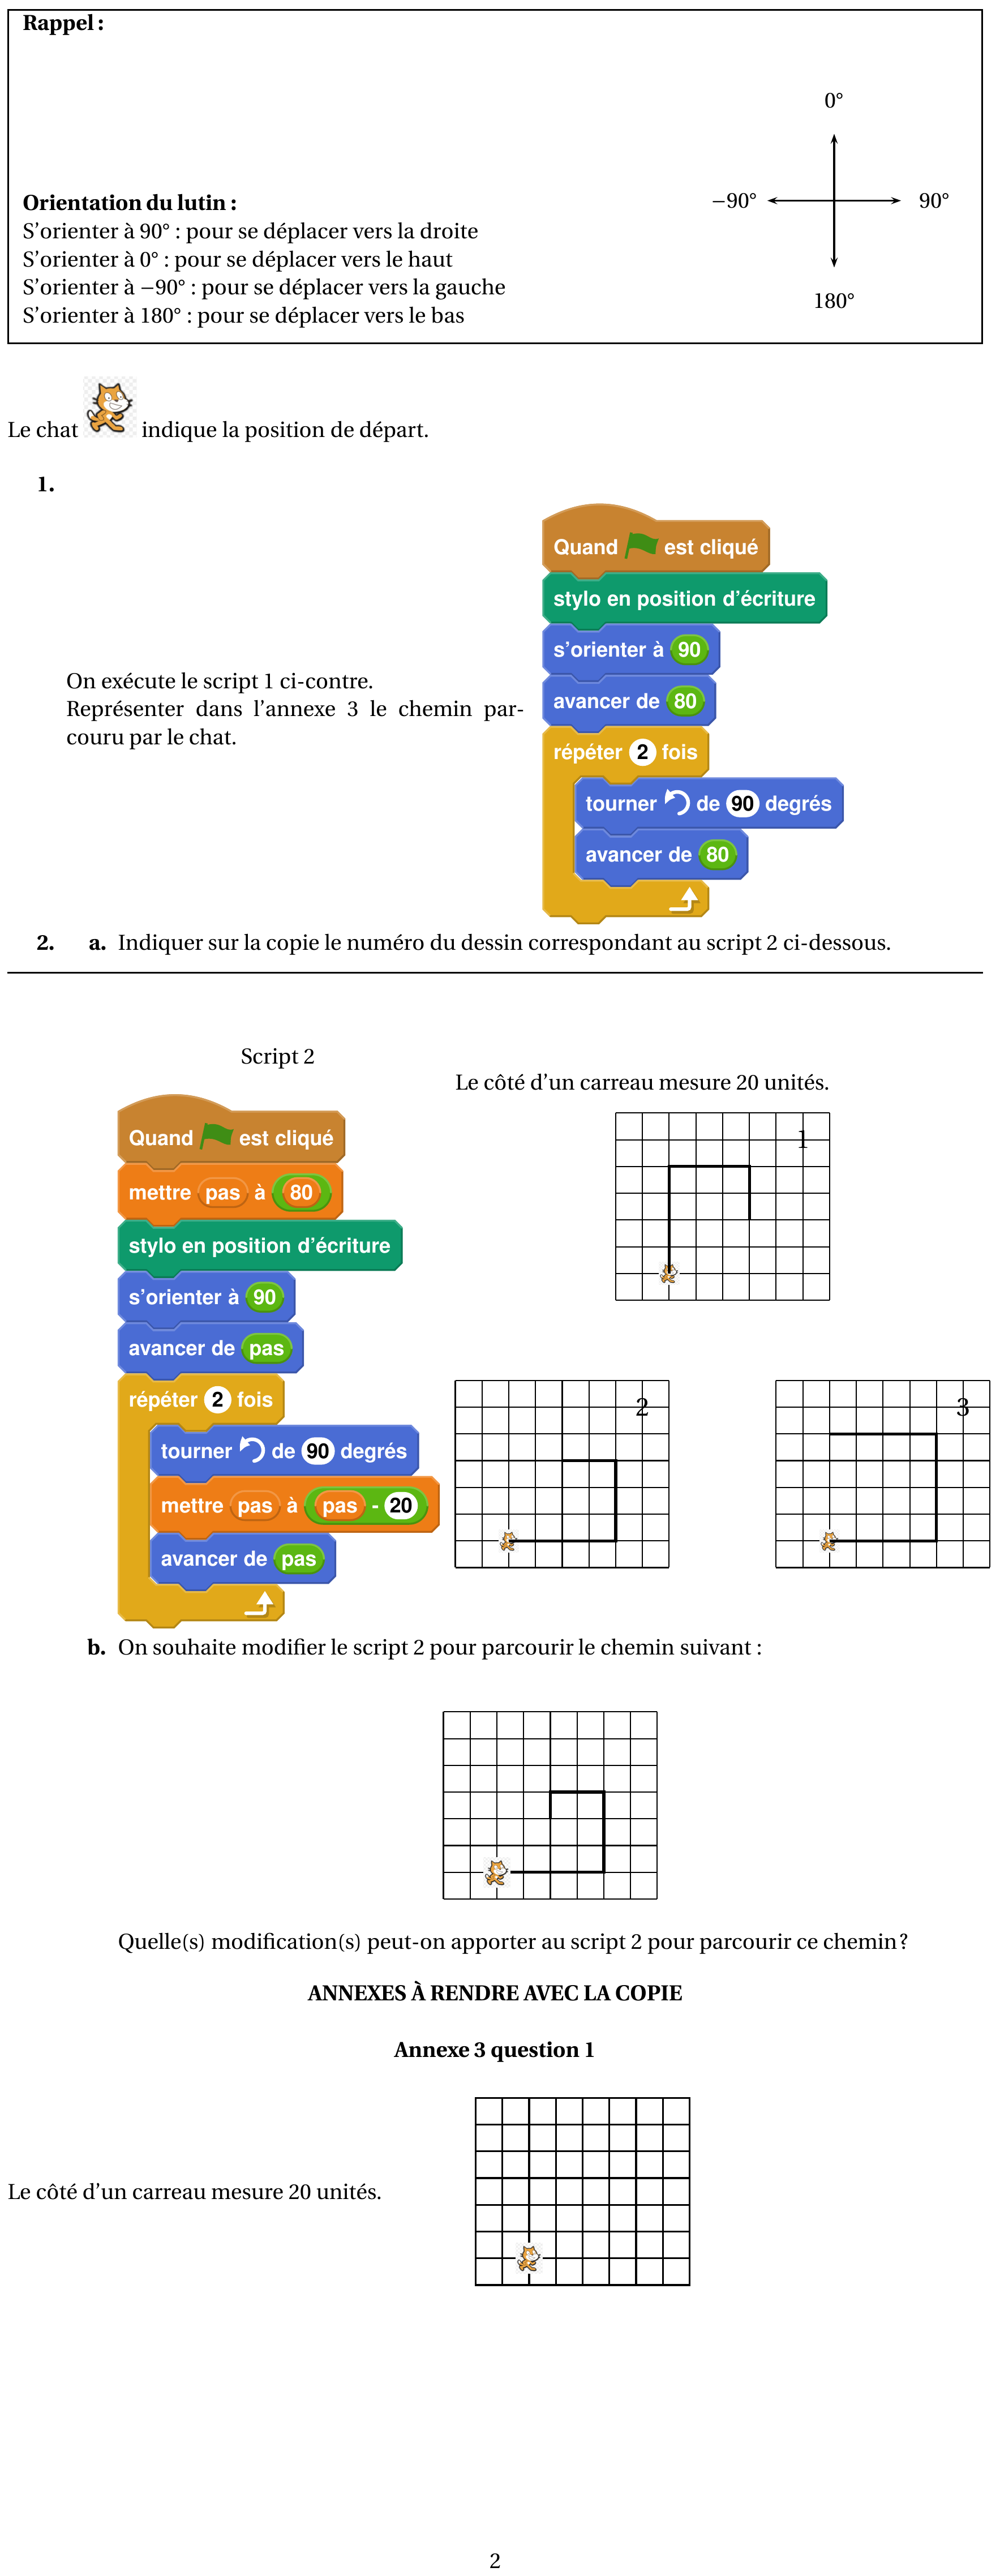 Rappel :
0°
−90°
90°
180°
Orientation du lutin :
S'orienter à 90° : pour se déplacer vers la droite
S'orienter à 0° : pour se déplacer vers le haut
S'orienter à −90° : pour se déplacer vers la gauche
S'orienter à 180° : pour se déplacer vers le bas
Le chat indique la position de départ.
1.
On exécute le script 1 ci-contre.
Représenter dans l'annexe 3 le chemin par-
couru par le chat.
Quand est cliqué
stylo en position d'écriture
s'orienter à 90
avancer de 80
répéter 2 fois
tourner de 90 degrés
avancer de 80
2. a. Indiquer sur la copie le numéro du dessin correspondant au script 2 ci-dessous.
Script 2
Quand est cliqué
mettre pas à 80
stylo en position d'écriture
s'orienter à 90
avancer de pas
répéter 2 fois
tourner de 90 degrés
mettre pas à pas - 20
avancer de pas
Le côté d'un carreau mesure 20 unités.
1
2
3
b. On souhaite modifier le script 2 pour parcourir le chemin suivant :
Quelle(s) modification(s) peut-on apporter au script 2 pour parcourir ce chemin ?
ANNEXES À RENDRE AVEC LA COPIE
Annexe 3 question 1
Le côté d'un carreau mesure 20 unités.
2